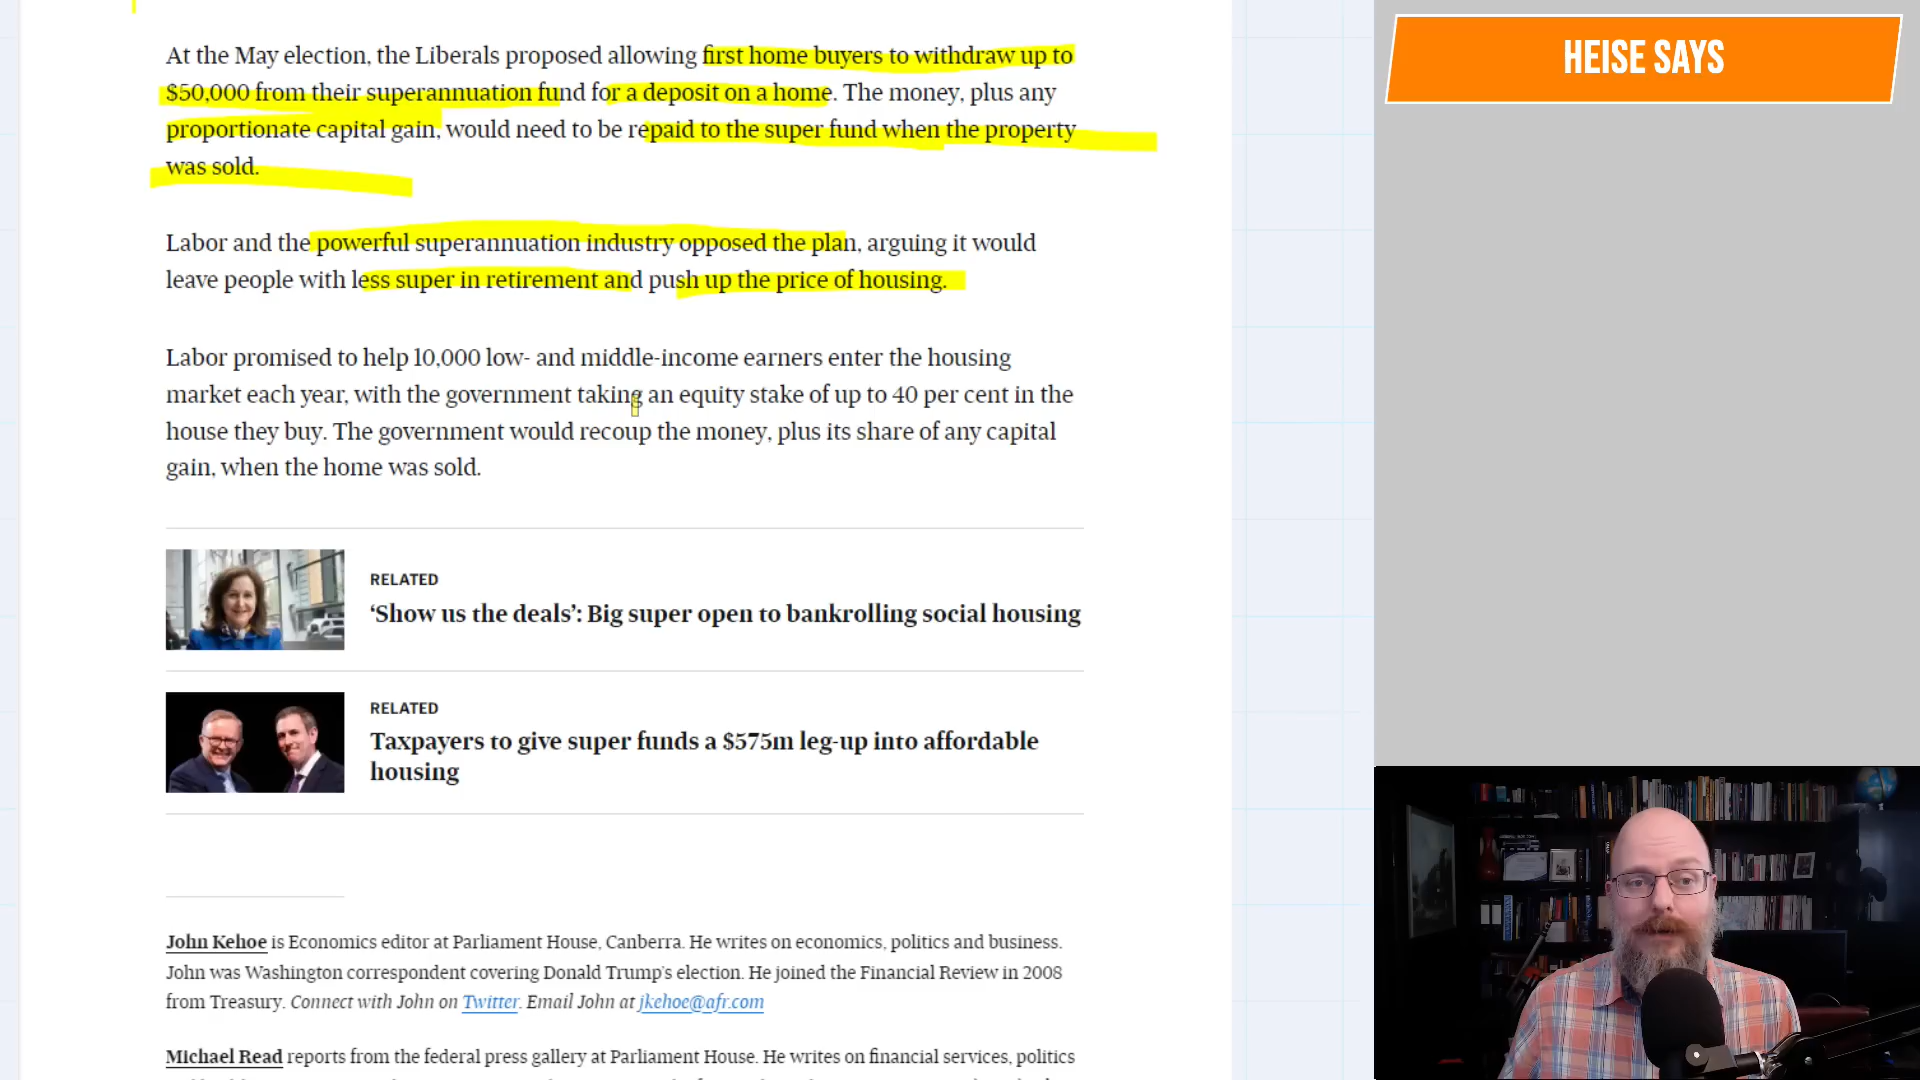 HEISE SAYS
At the May election, the Liberals proposed allowing first home buyers to withdraw up to
$50,000 from their superannuation fund for a deposit on a home. The money, plus any
proportionate capital gain, would need to be repaid to the super fund when the property
was sold.
Labor and the powerful superannuation industry opposed the plan, arguing it would
leave people with less super in retirement and push up the price of housing.
Labor promised to help 10,000 low- and middle-income earners enter the housing
market each year, with the government taking an equity stake of up to 40 per cent in the
house they buy. The government would recoup the money, plus its share of any capital
gain, when the home was sold.
RELATED
‘Show us the deals’: Big super open to bankrolling social housing
RELATED
Taxpayers to give super funds a $575m leg-up into affordable
housing
John Kehoe is Economics editor at Parliament House, Canberra. He writes on economics, politics and business.
John was Washington correspondent covering Donald Trump's election. He joined the Financial Review in 2008
from Treasury. Connect with John on Twitter. Email John at jkehoe@afr.com
Michael Read reports from the federal press gallery at Parliament House. He writes on financial services, politics